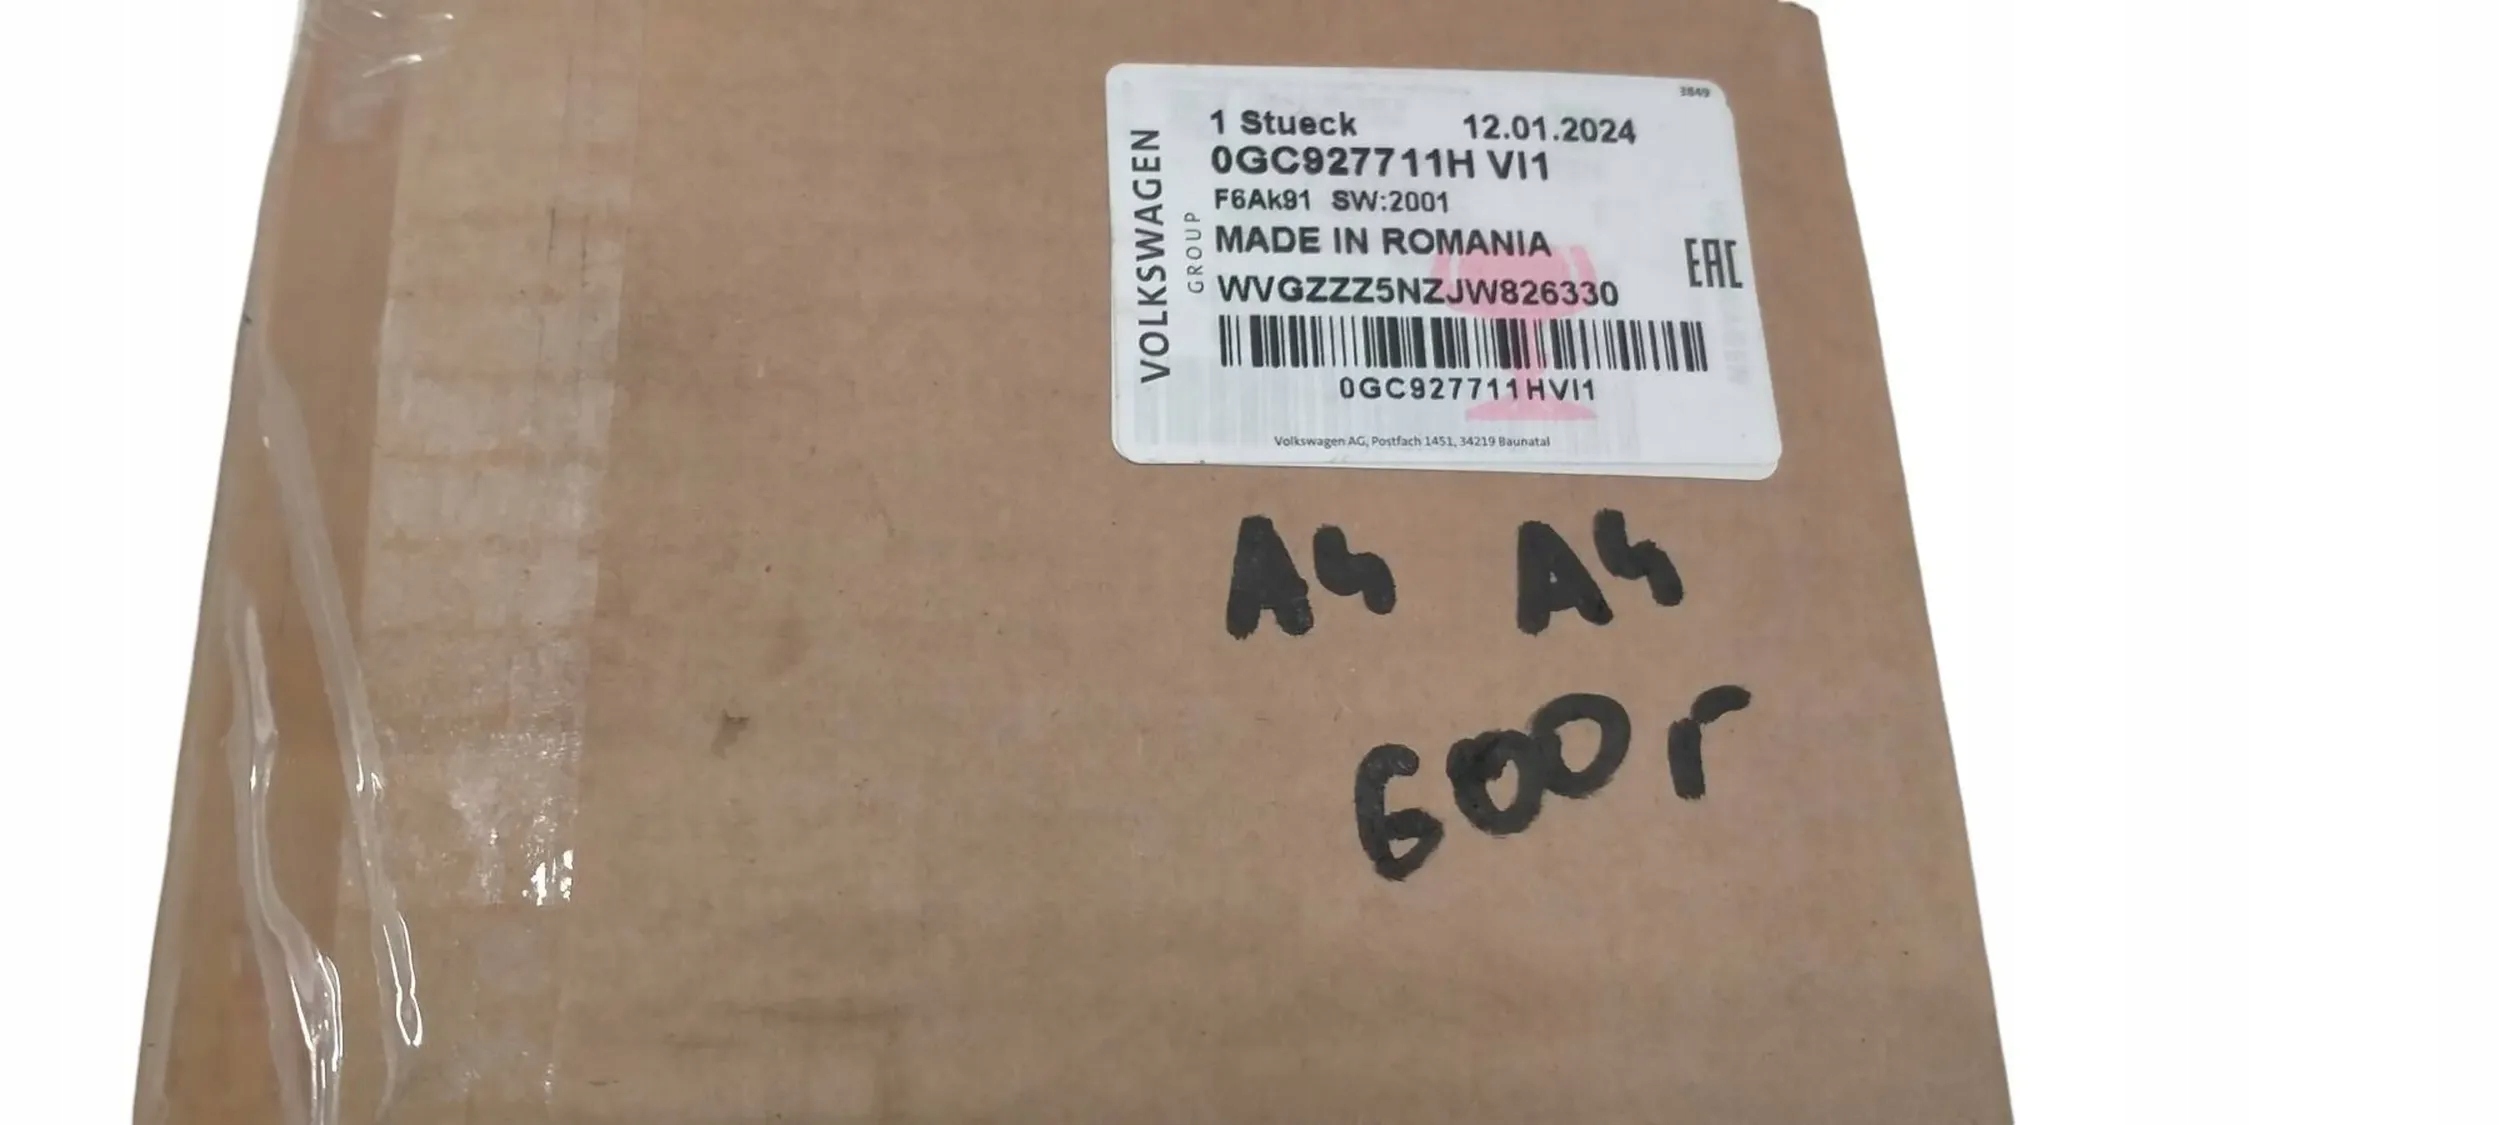 3849
1 Stueck 12.01.2024
0GC927711H VI1
F6Ak91 SW:2001
MADE IN ROMANIA
EAC
WVGZZZ5NZJW826330
0GC927711HVI1
Volkswagen AG, Postfach 1451, 34219 Baunatal
VOLKSWAGEN
GROUP
A4 A4
600г